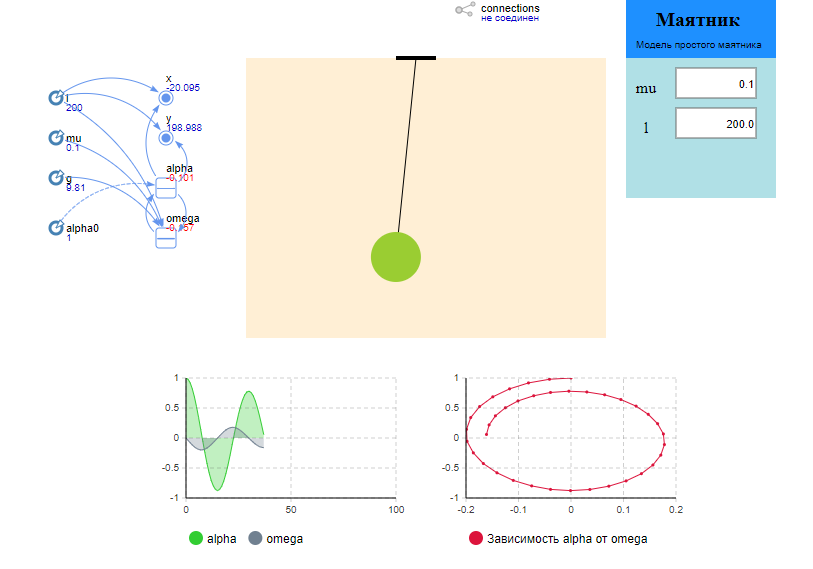 connections
не соединен
Маятник
Модель простого маятника
mu
0.1
l
200.0
x
-20.095
l
200
y
198.988
mu
0.1
alpha
-0.101
g
9.81
omega
alpha0
1
1
0.5
0
-0.5
-1
0
50
100
alpha
omega
1
0.5
0
-0.5
-1
-0.2
-0.1
0
0.1
0.2
Зависимость alpha от omega